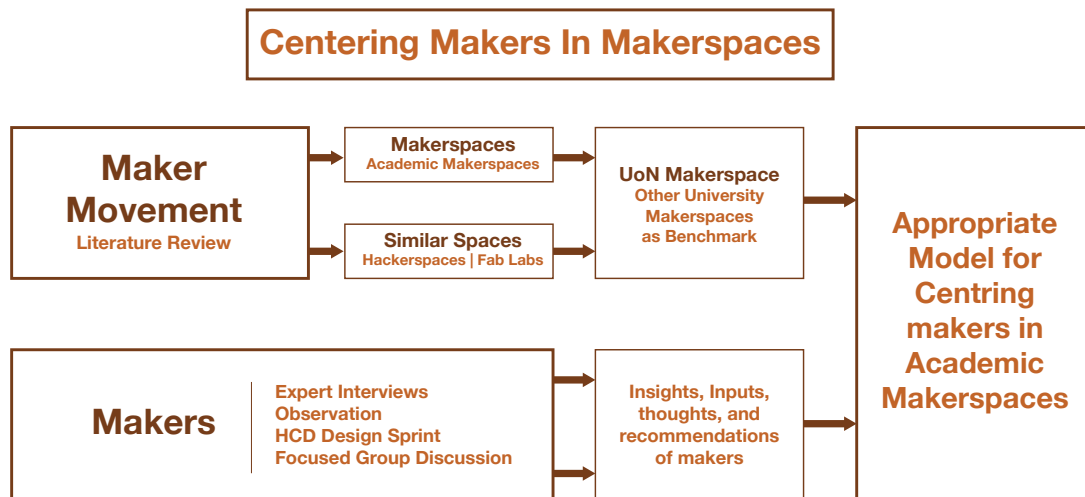 Centering Makers In Makerspaces
Maker
Movement
Literature Review
Makerspaces
Academic Makerspaces
Similar Spaces
Hackerspaces | Fab Labs
UoN Makerspace
Other University
Makerspaces
as Benchmark
Makers
Expert Interviews
Observation
HCD Design Sprint
Focused Group Discussion
Insights, Inputs,
thoughts, and
recommendations
of makers
Appropriate
Model for
Centring
makers in
Academic
Makerspaces